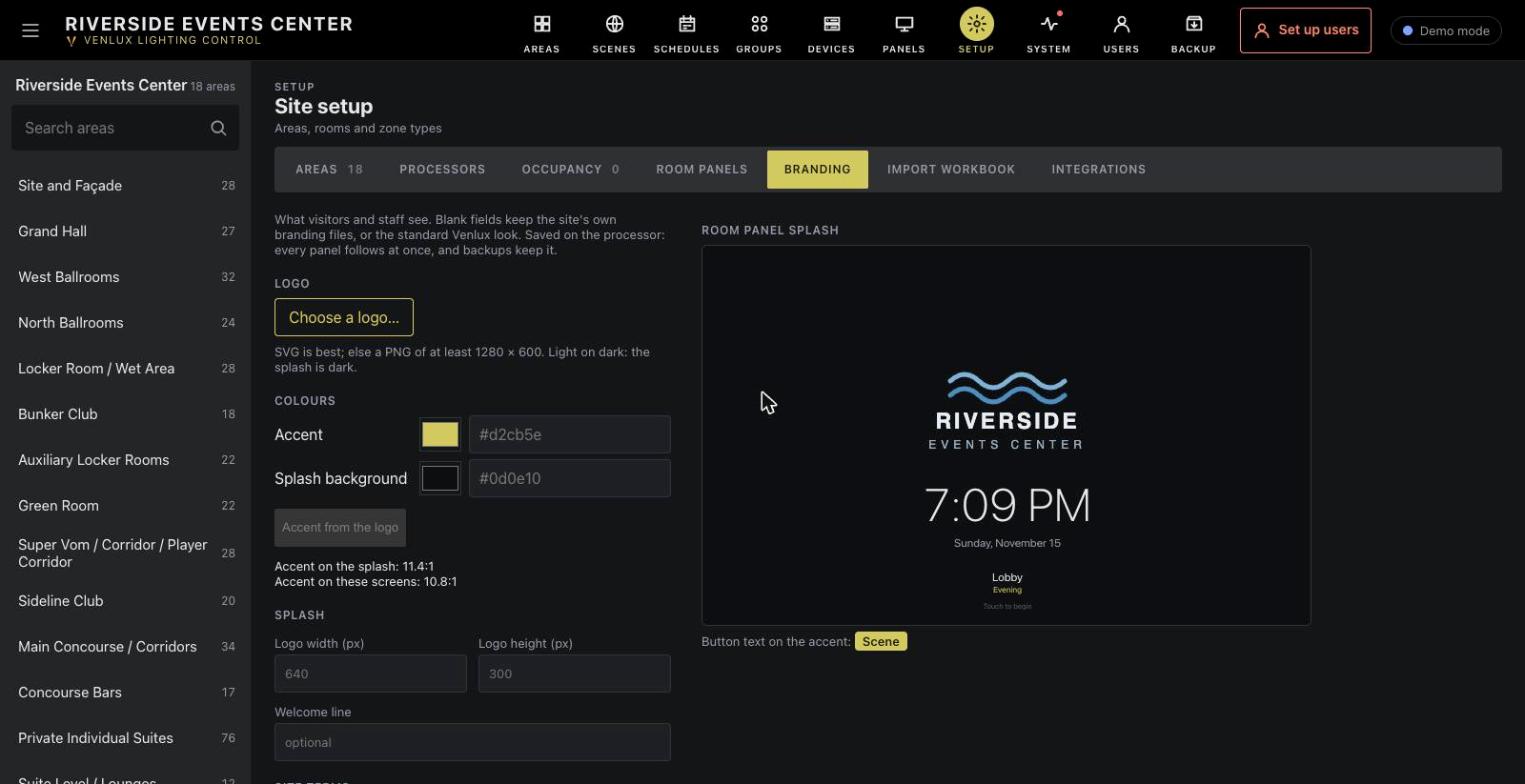 RIVERSIDE EVENTS CENTER
VENLUX LIGHTING CONTROL
AREAS
SCENES
SCHEDULES
GROUPS
DEVICES
PANELS
SETUP
SYSTEM
USERS
BACKUP
Set up users
Demo mode
Riverside Events Center 18 areas
Search areas
Site and Façade 28
Grand Hall 27
West Ballrooms 32
North Ballrooms 24
Locker Room / Wet Area 28
Bunker Club 18
Auxiliary Locker Rooms 22
Green Room 22
Super Vom / Corridor / Player
Corridor 28
Sideline Club 20
Main Concourse / Corridors 34
Concourse Bars 17
Private Individual Suites 76
Suite Level / Lounges 12
SETUP
Site setup
Areas, rooms and zone types
AREAS 18
PROCESSORS
OCCUPANCY 0
ROOM PANELS
BRANDING
IMPORT WORKBOOK
INTEGRATIONS
What visitors and staff see. Blank fields keep the site's own
branding files, or the standard Venlux look. Saved on the processor:
every panel follows at once, and backups keep it.
LOGO
Choose a logo...
SVG is best; else a PNG of at least 1280 × 600. Light on dark: the
splash is dark.
COLOURS
Accent #d2cb5e
Splash background #0d0e10
Accent from the logo
Accent on the splash: 11.4:1
Accent on these screens: 10.8:1
SPLASH
Logo width (px) Logo height (px)
640 300
Welcome line
optional
ROOM PANEL SPLASH
RIVERSIDE
EVENTS CENTER
7:09 PM
Sunday, November 15
Lobby
Evening
Touch to begin
Button text on the accent: Scene